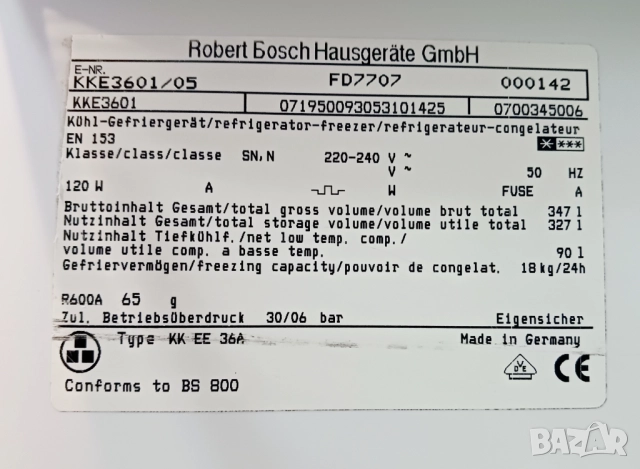 Robert Bosch Hausgeräte GmbH
E-NR.
KKE3601/05 FD7707 000142
KKE3601 071950093053101425 0700345006
Kühl-Gefriergerät/refrigerator-freezer/refrigerateur-congelateur
EN 153 * ***
Klasse/class/classe SN,N 220-240 V ~
V ~ 50 HZ
120 W A W FUSE A
Bruttoinhalt Gesamt/total gross volume/volume brut total 347 l
Nutzinhalt Gesamt/total storage volume/volume utile total 327 l
Nutzinhalt Tiefkühlf./net low temp. comp./
volume utile comp. a basse temp. 90 l
Gefriervermögen/freezing capacity/pouvoir de congelat. 18 kg/24h
R600A 65 g
Zul. Betriebsüberdruck 30/06 bar Eigensicher
Type KK EE 36A Made in Germany
VDE CE
Conforms to BS 800
BAZAR